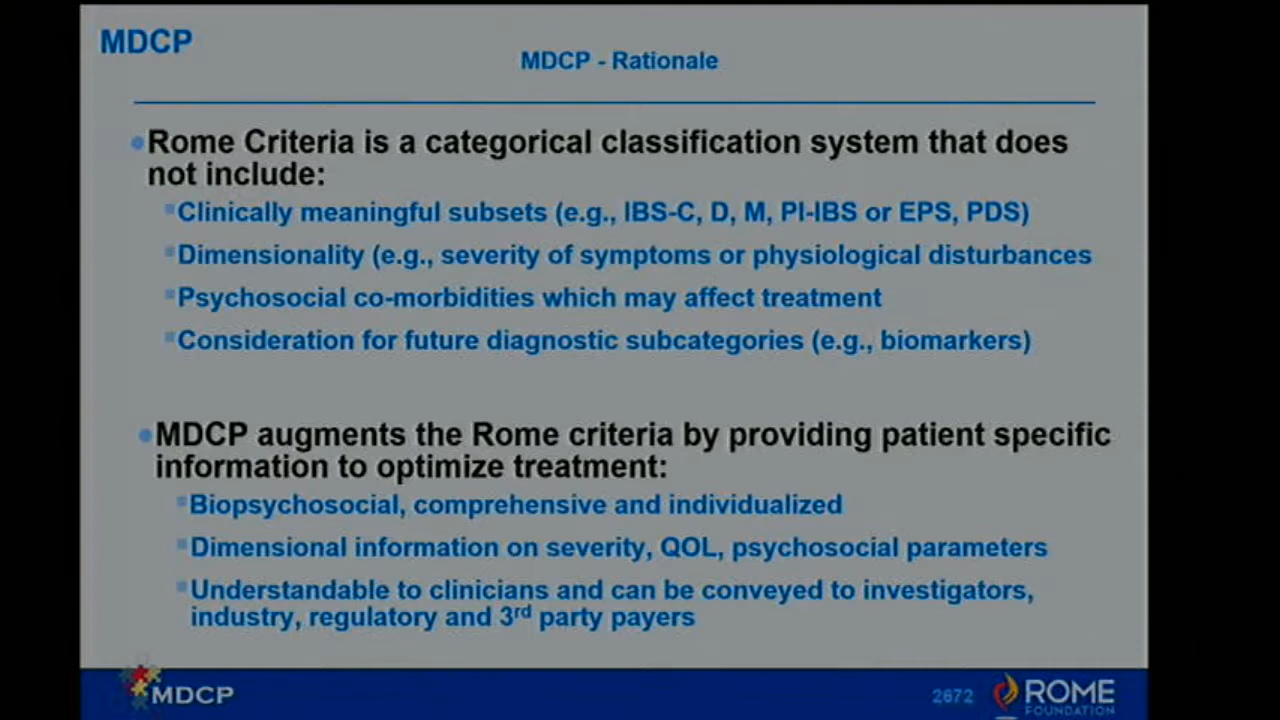 MDCP
MDCP - Rationale
Rome Criteria is a categorical classification system that does
not include:
Clinically meaningful subsets (e.g., IBS-C, D, M, PI-IBS or EPS, PDS)
Dimensionality (e.g., severity of symptoms or physiological disturbances
Psychosocial co-morbidities which may affect treatment
Consideration for future diagnostic subcategories (e.g., biomarkers)
MDCP augments the Rome criteria by providing patient specific
information to optimize treatment:
Biopsychosocial, comprehensive and individualized
Dimensional information on severity, QOL, psychosocial parameters
Understandable to clinicians and can be conveyed to investigators,
industry, regulatory and 3rd party payers
MDCP
2672
ROME
FOUNDATION